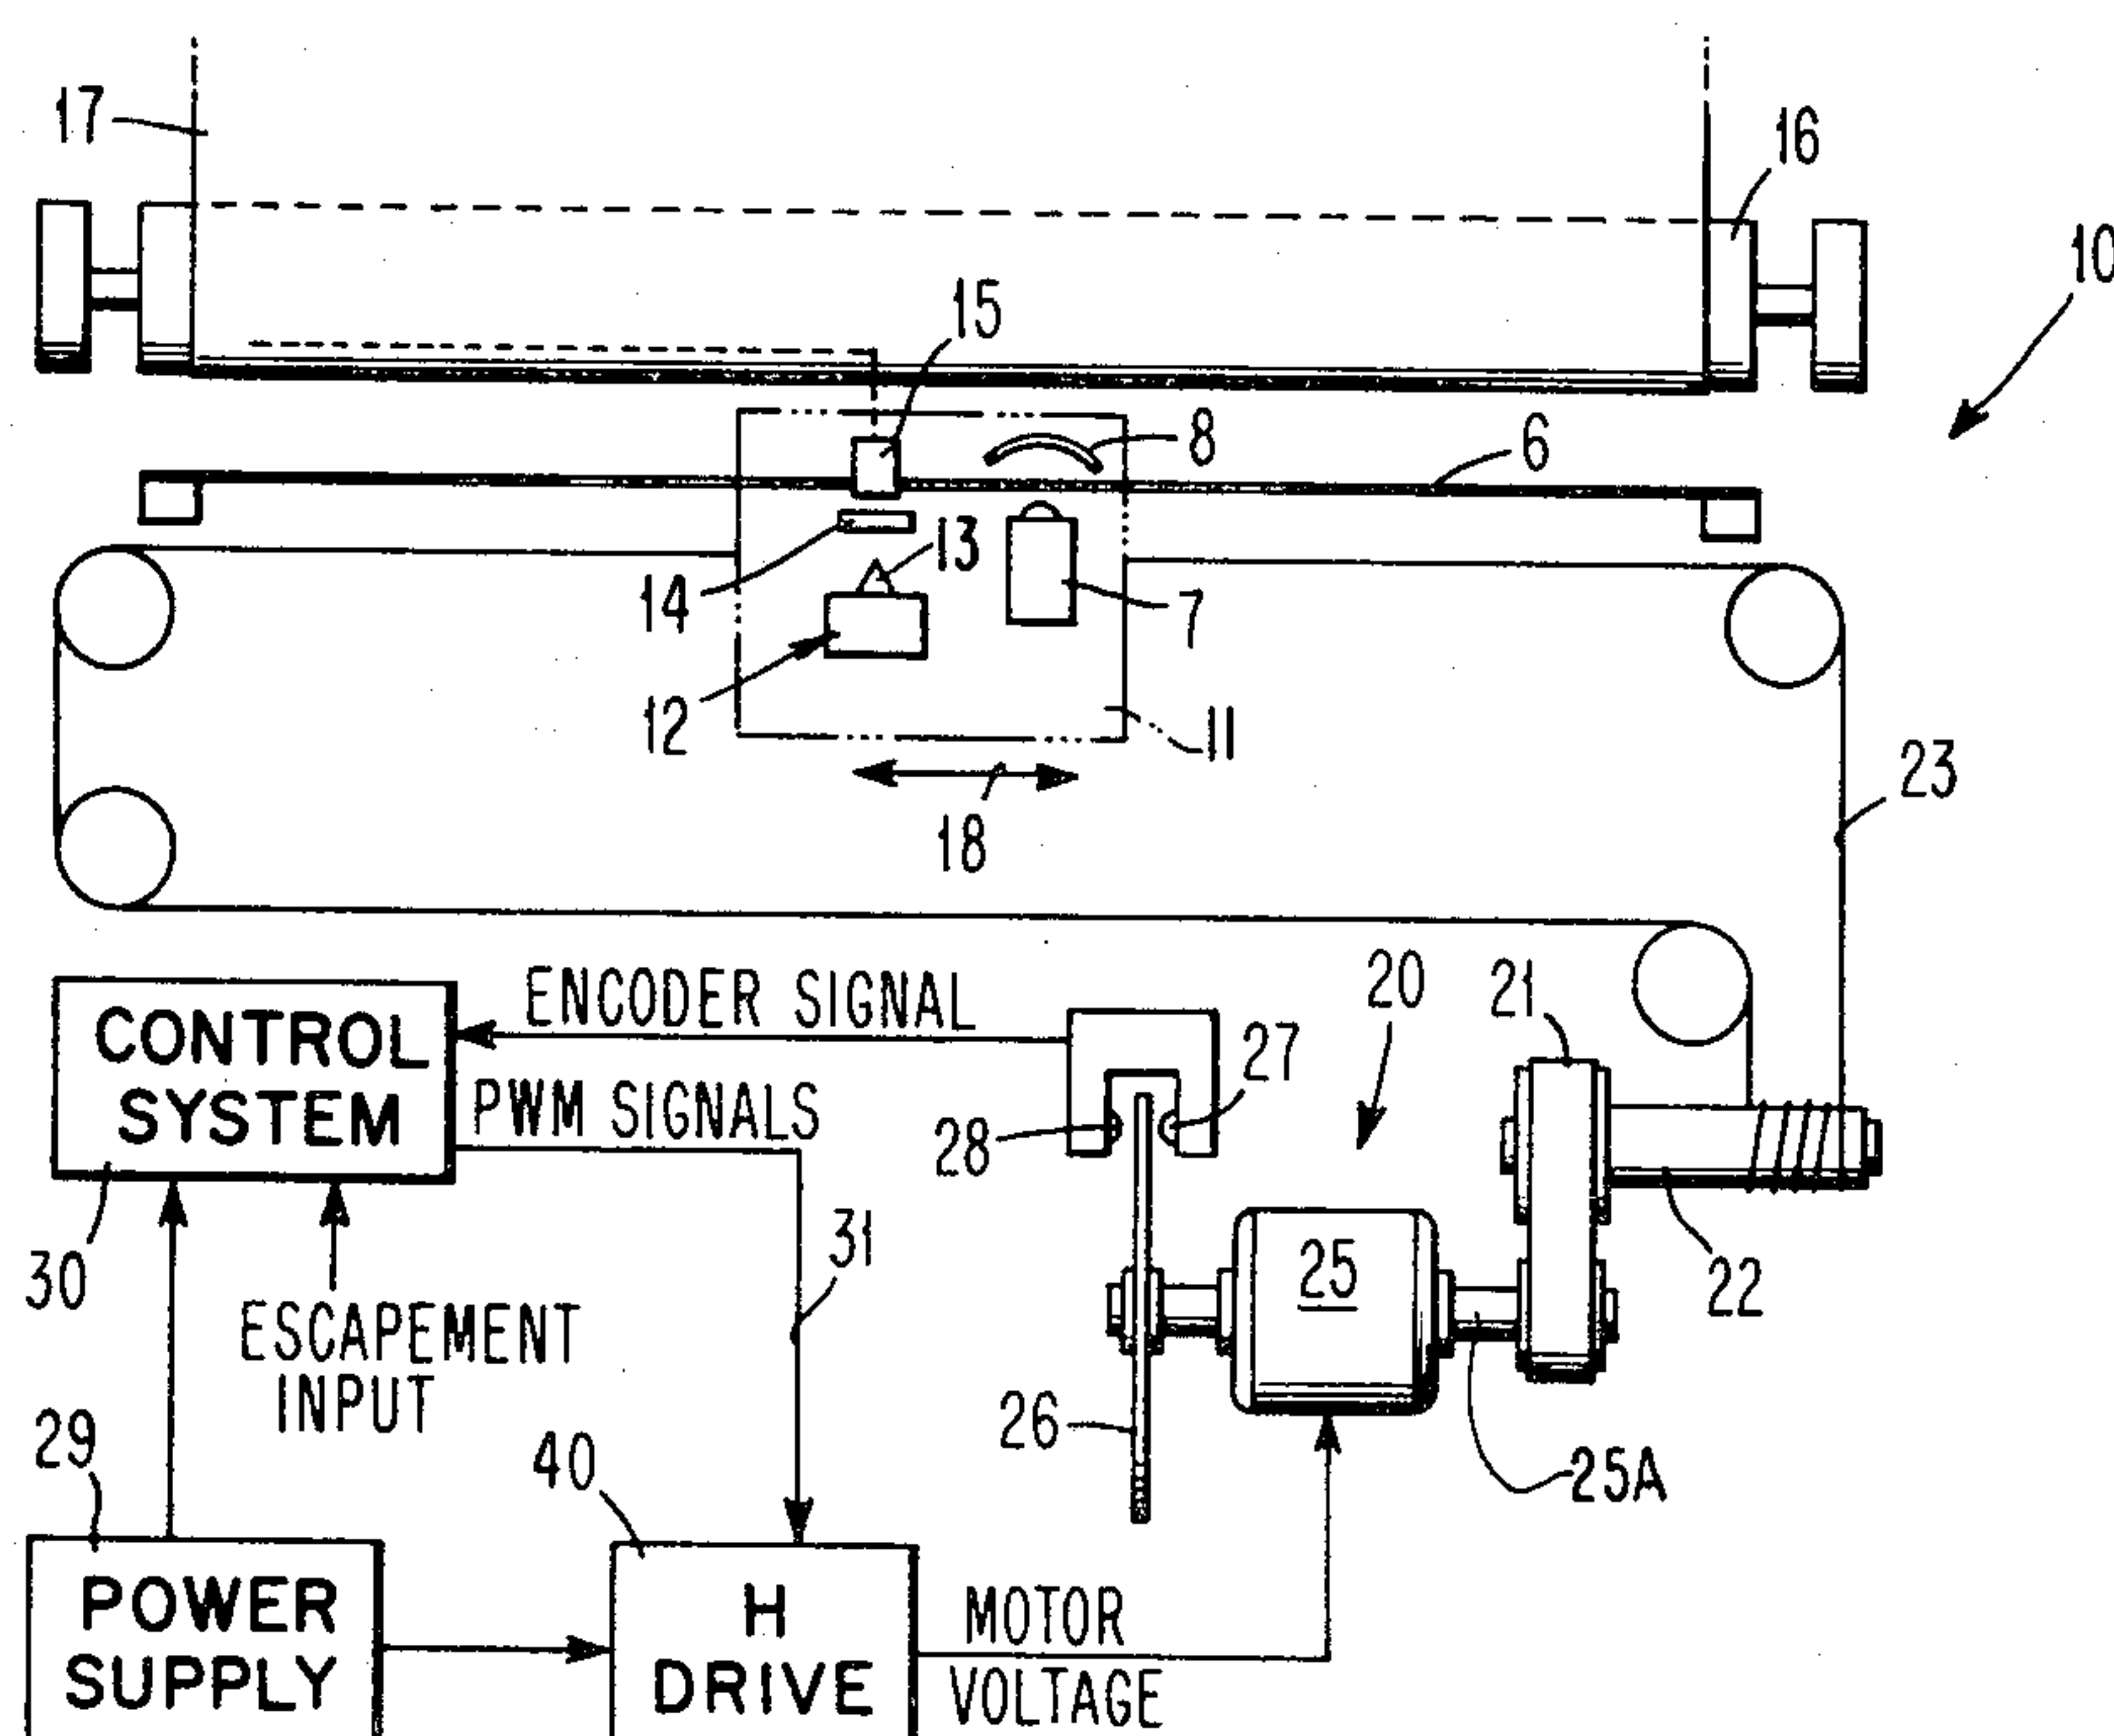 17
16
10
15
8
6
13
14
7
12
11
18
23
ENCODER SIGNAL
20
21
CONTROL
SYSTEM
PWM SIGNALS
27
28
30
31
25
22
ESCAPEMENT
INPUT
26
25A
29
40
POWER
SUPPLY
H
DRIVE
MOTOR
VOLTAGE